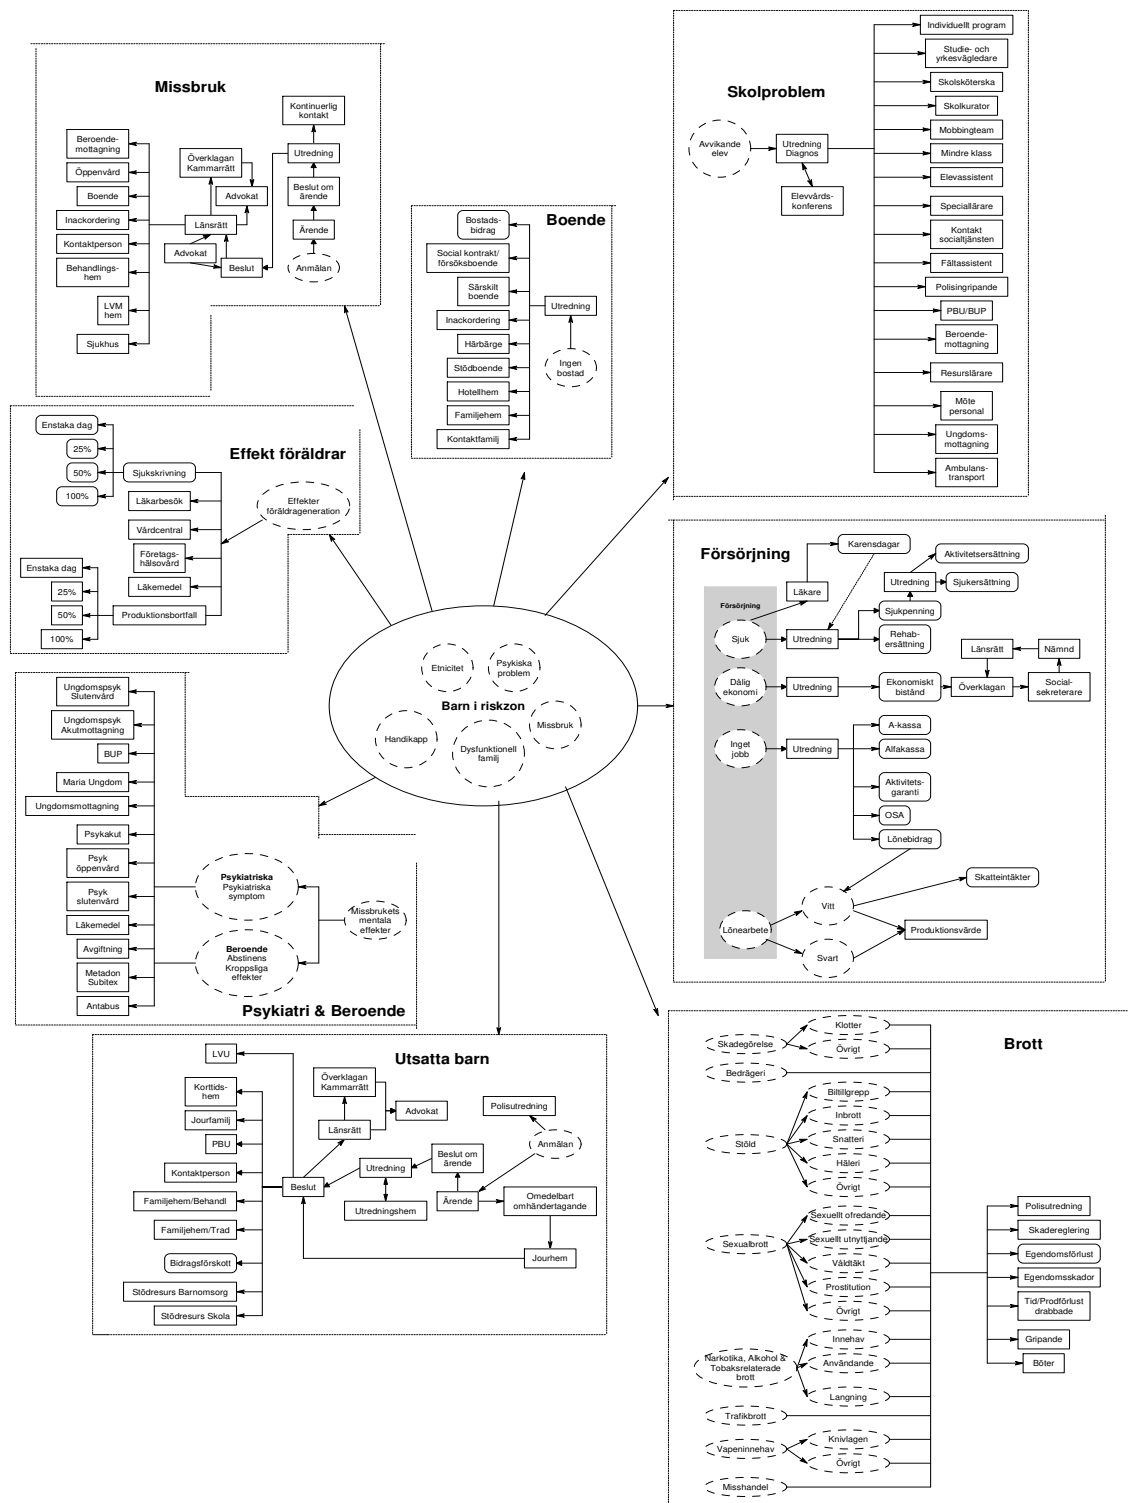 Missbruk
Kontinuerlig
kontakt
Beroende-
mottagning
Öppenvård
Boende
Inackordering
Kontaktperson
Behandlings-
hem
LVM
hem
Sjukhus
Överklagan
Kammarrätt
Advokat
Länsrätt
Advokat
Beslut
Utredning
Beslut om
ärende
Ärende
Anmälan
Boende
Bostads-
bidrag
Social kontrakt/
försöksboende
Särskilt
boende
Inackordering
Härbärge
Stödboende
Hotellhem
Familjehem
Kontaktfamilj
Utredning
Ingen
bostad
Skolproblem
Avvikande
elev
Utredning
Diagnos
Elevvårds-
konferens
Individuellt program
Studie- och
yrkesvägledare
Skolsköterska
Skolkurator
Mobbingteam
Mindre klass
Elevassistent
Speciallärare
Kontakt
socialtjänsten
Fältassistent
Polisingripande
PBU/BUP
Beroende-
mottagning
Resurslärare
Möte
personal
Ungdoms-
mottagning
Ambulans-
transport
Effekt föräldrar
Enstaka dag
25%
50%
100%
Sjukskrivning
Läkarbesök
Vårdcentral
Företags-
hälsovård
Läkemedel
Produktionsbortfall
Enstaka dag
25%
50%
100%
Effekter
föräldrageneration
Barn i riskzon
Etnicitet
Psykiska
problem
Handikapp
Dysfunktionell
familj
Missbruk
Försörjning
Försörjning
Sjuk
Läkare
Karensdagar
Utredning
Sjukpenning
Rehab-
ersättning
Utredning
Aktivitetsersättning
Sjukersättning
Dålig
ekonomi
Utredning
Ekonomiskt
bistånd
Överklagan
Länsrätt
Nämnd
Social-
sekreterare
Inget
jobb
Utredning
A-kassa
Alfakassa
Aktivitets-
garanti
OSA
Lönebidrag
Lönearbete
Vitt
Svart
Skatteintäkter
Produktionsvärde
Ungdomspsyk
Slutenvård
Ungdomspsyk
Akutmottagning
BUP
Maria Ungdom
Ungdomsmottagning
Psykakut
Psyk
öppenvård
Psyk
slutenvård
Läkemedel
Avgiftning
Metadon
Subitex
Antabus
Psykiatriska
Psykiatriska
symptom
Beroende
Abstinens
Kroppsliga
effekter
Missbrukets
mentala
effekter
Psykiatri & Beroende
Utsatta barn
LVU
Korttids-
hem
Jourfamilj
PBU
Kontaktperson
Familjehem/Behandl
Familjehem/Trad
Bidragsförskott
Stödresurs Barnomsorg
Stödresurs Skola
Beslut
Länsrätt
Överklagan
Kammarrätt
Advokat
Utredning
Utredningshem
Beslut om
ärende
Ärende
Polisutredning
Anmälan
Omedelbart
omhändertagande
Jourhem
Brott
Skadegörelse
Klotter
Övrigt
Bedrägeri
Stöld
Biltillgrepp
Inbrott
Snatteri
Häleri
Övrigt
Sexualbrott
Sexuellt ofredande
Sexuellt utnyttjande
Våldtäkt
Prostitution
Övrigt
Narkotika, Alkohol &
Tobaksrelaterade
brott
Innehav
Användande
Langning
Trafikbrott
Vapeninnehav
Knivlagen
Övrigt
Misshandel
Polisutredning
Skadereglering
Egendomsförlust
Egendomsskador
Tid/Prodförlust
drabbade
Gripande
Böter